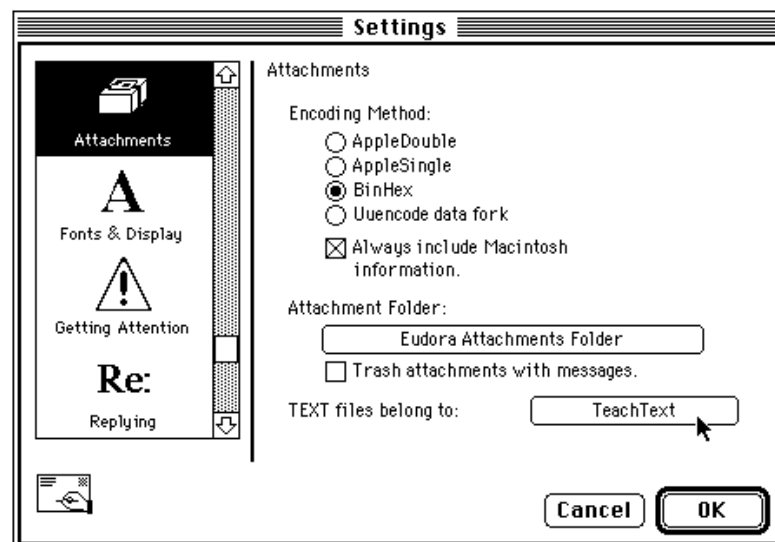 Settings
Attachments
Fonts & Display
A
Getting Attention
Re:
Replying
Attachments
Encoding Method:
AppleDouble
AppleSingle
BinHex
Uuencode data fork
Always include Macintosh
information.
Attachment Folder:
Eudora Attachments Folder
Trash attachments with messages.
TEXT files belong to:
TeachText
Cancel
OK